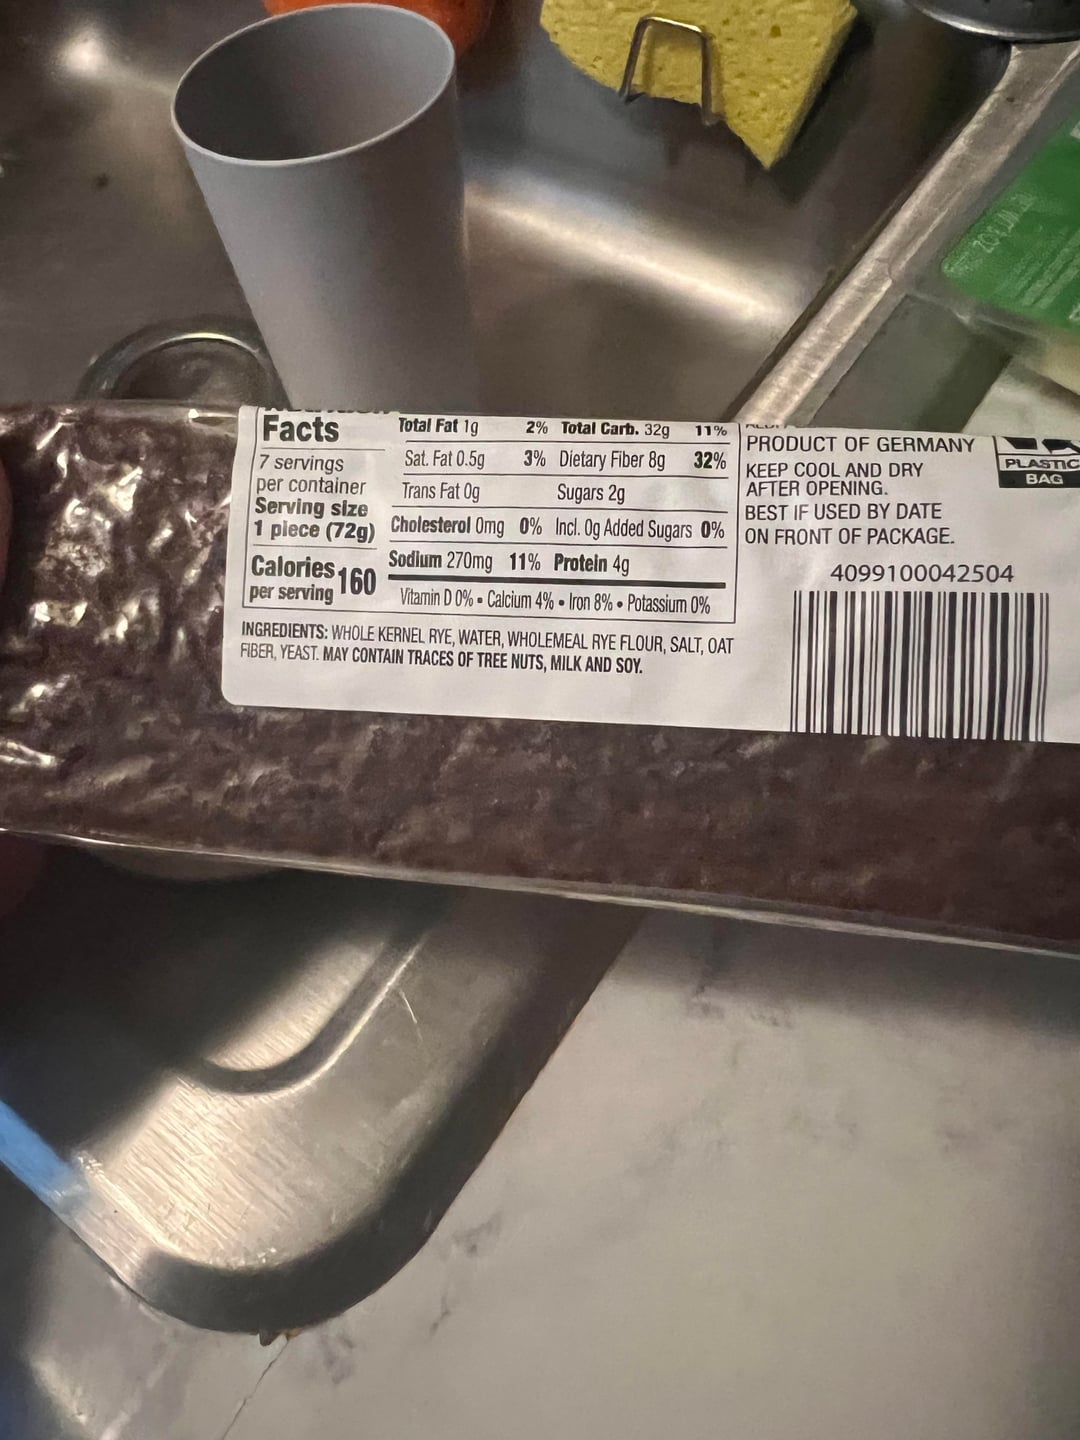 Facts
7 servings
per container
Serving size
1 piece (72g)
Calories 160
per serving
Total Fat 1g 2% Total Carb. 32g 11%
Sat. Fat 0.5g 3% Dietary Fiber 8g 32%
Trans Fat 0g Sugars 2g
Cholesterol 0mg 0% Incl. 0g Added Sugars 0%
Sodium 270mg 11% Protein 4g
Vitamin D 0% • Calcium 4% • Iron 8% • Potassium 0%
INGREDIENTS: WHOLE KERNEL RYE, WATER, WHOLEMEAL RYE FLOUR, SALT, OAT
FIBER, YEAST. MAY CONTAIN TRACES OF TREE NUTS, MILK AND SOY.
PRODUCT OF GERMANY
KEEP COOL AND DRY
AFTER OPENING.
BEST IF USED BY DATE
ON FRONT OF PACKAGE.
4099100042504
PLASTIC
BAG